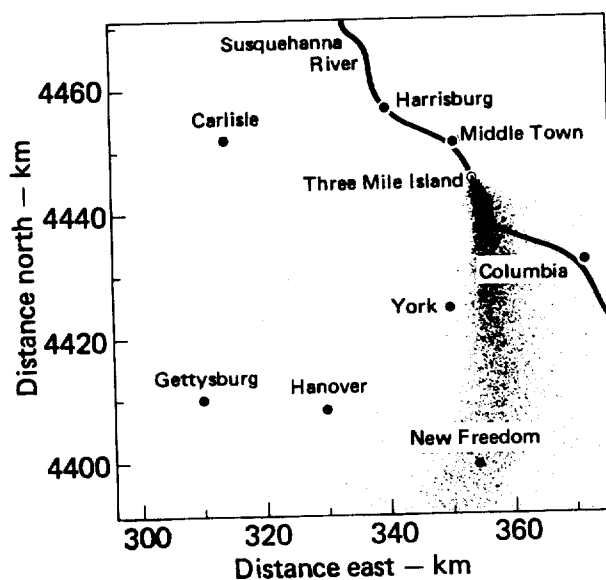 Susquehanna
River
4460
Harrisburg
Carlisle
Middle Town
Three Mile Island
4440
Columbia
York
4420
Gettysburg
Hanover
New Freedom
4400
300
320
340
360
Distance north — km
Distance east — km